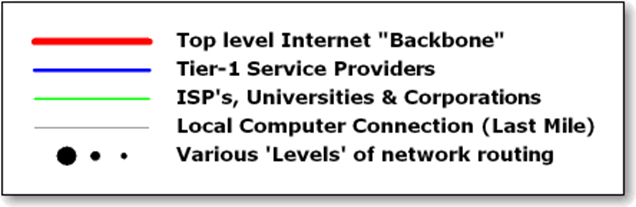 Top level Internet "Backbone"
Tier-1 Service Providers
ISP's, Universities & Corporations
Local Computer Connection (Last Mile)
Various 'Levels' of network routing